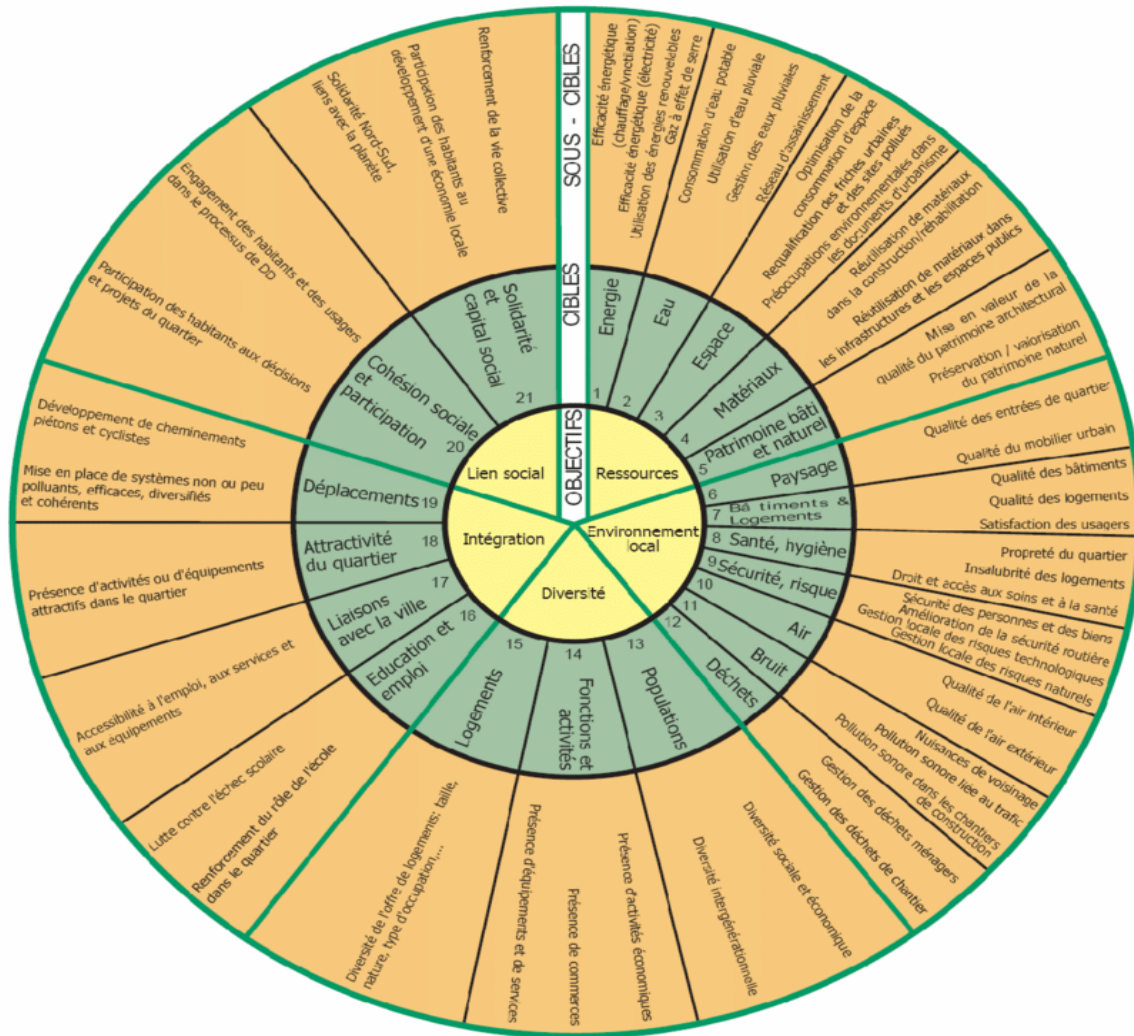 OBJECTIFS
CIBLES
SOUS - CIBLES
Ressources
Environnement
local
Diversité
Intégration
Lien social
1
Energie
Efficacité énergétique
(chauffage/vnctiation)
Efficacité énergétique (électricité)
Utilisation des énergies renouvelables
Gaz à effet de serre
2
Eau
Consommation d'eau potable
Utilisation d'eau pluviale
Gestion des eaux pluviales
Réseau d'assainissement
3
Espace
Optimisation de la
consommation d'espace
Requalification des friches urbaines
et des sites pollués
Préoccupations environnementales dans
les documents d'urbanisme
4
Matériaux
Réutilisation de matériaux
dans la construction/réhabilitation
Réutilisation de matériaux dans
les infrastructures et les espaces publics
5
Patrimoine bâti
et naturel
Mise en valeur de la
qualité du patrimoine architectural
Préservation / valorisation
du patrimoine naturel
6
Paysage
Qualité des entrées de quartier
Qualité du mobilier urbain
7
Bâ timents &
Logements
Qualité des bâtiments
Qualité des logements
Satisfaction des usagers
8
Santé, hygiène
Propreté du quartier
Insalubrité des logements
Droit et accès aux soins et à la santé
9
Sécurité, risque
Sécurité des personnes et des biens
Amélioration de la sécurité routière
Gestion locale des risques technologiques
Gestion locale des risques naturels
10
Air
Qualité de l'air intérieur
Qualité de l'air extérieur
11
Bruit
Nuisances de voisinage
Pollution sonore liée au trafic
Pollution sonore dans les chantiers
de construction
12
Déchets
Gestion des déchets ménagers
Gestion des déchets de chantier
13
Populations
Diversité sociale et économique
Diversité intergénérationnelle
14
Fonctions et
activités
Présence d'activités économiques
Présence de commerces
Présence d'équipements et de services
15
Logements
Diversité de l'offre de logements: taille,
nature, type d'occupation,...
16
Education et
emploi
Renforcement du rôle de l'école
dans le quartier
Lutte contre l'échec scolaire
17
Liaisons
avec la ville
Accessibilité à l'emploi, aux services et
aux équipements
18
Attractivité
du quartier
Présence d'activités ou d'équipements
attractifs dans le quartier
19
Déplacements
Mise en place de systèmes non ou peu
polluants, efficaces, diversifiés
et cohérents
Développement de cheminements
piétons et cyclistes
20
Cohésion sociale
et
participation
Participation des habitants aux décisions
et projets du quartier
Engagement des habitants et des usagers
dans le processus de DD
21
Solidarité
et
capital social
Solidarité Nord-Sud,
liens avec la planète
Participation des habitants au
développement d'une économie locale
Renforcement de la vie collective